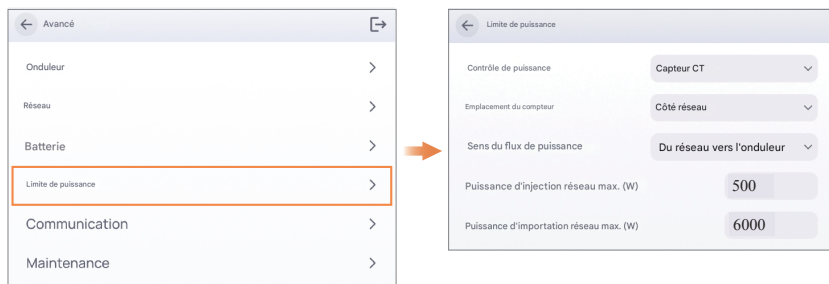 Avancé
Onduleur
Réseau
Batterie
Limite de puissance
Communication
Maintenance
Limite de puissance
Contrôle de puissance Capteur CT
Emplacement du compteur Côté réseau
Sens du flux de puissance Du réseau vers l'onduleur
Puissance d'injection réseau max. (W) 500
Puissance d'importation réseau max. (W) 6000